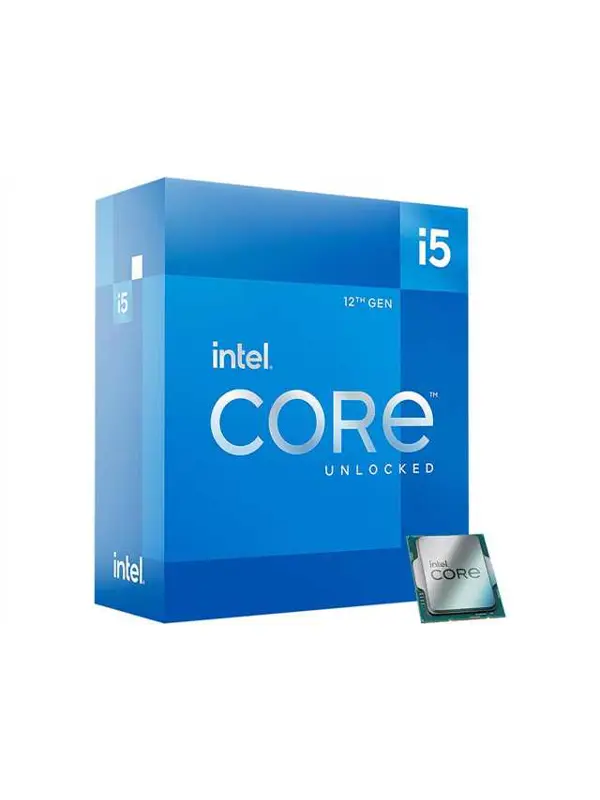 i5
12TH GEN
intel.
CORE™
UNLOCKED
i5
intel.
intel.
CORE